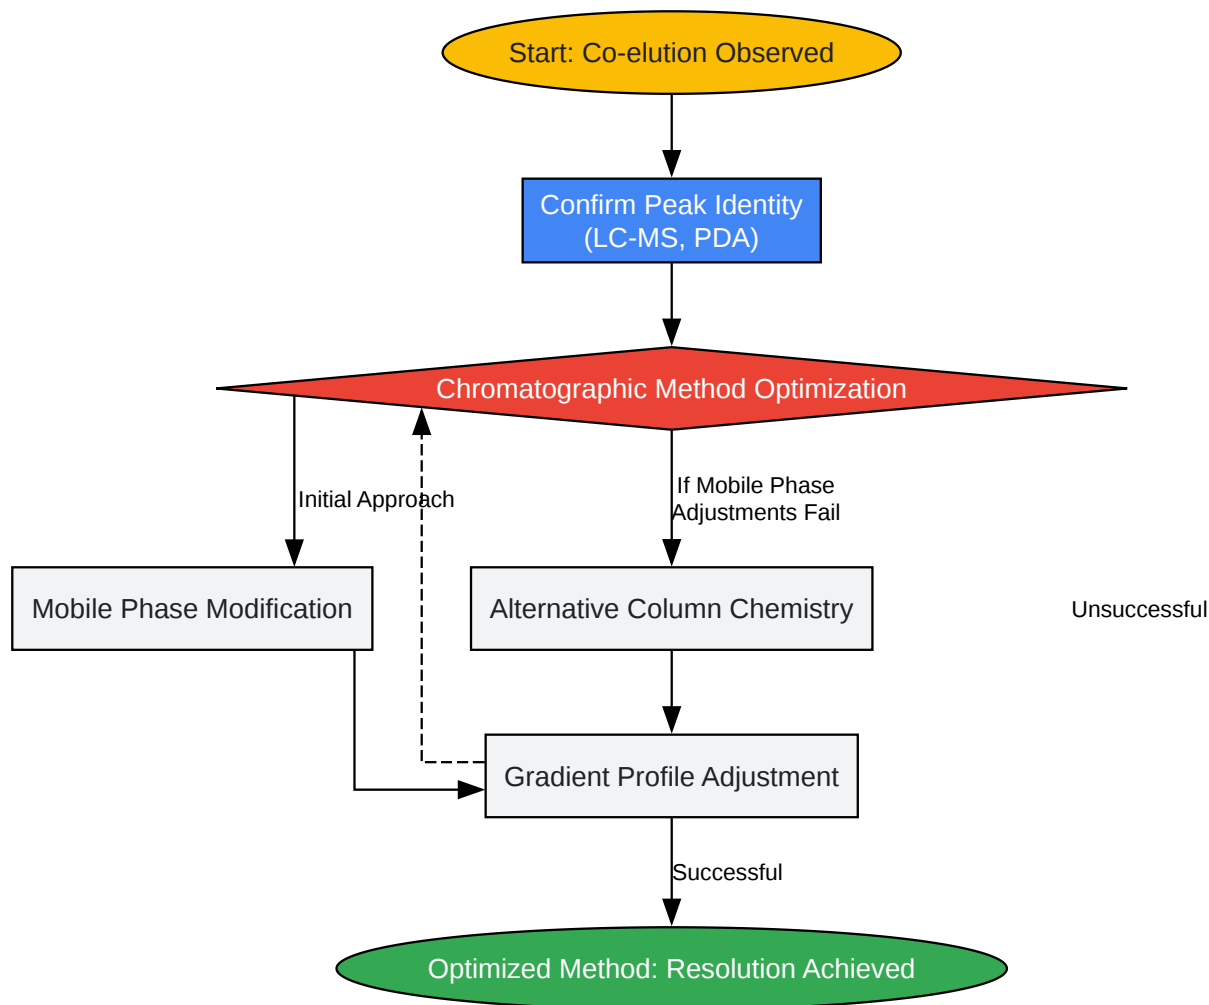 Start: Co-elution Observed
Confirm Peak Identity
(LC-MS, PDA)
Chromatographic Method Optimization
Initial Approach
If Mobile Phase
Adjustments Fail
Mobile Phase Modification
Alternative Column Chemistry
Unsuccessful
Gradient Profile Adjustment
Successful
Optimized Method: Resolution Achieved